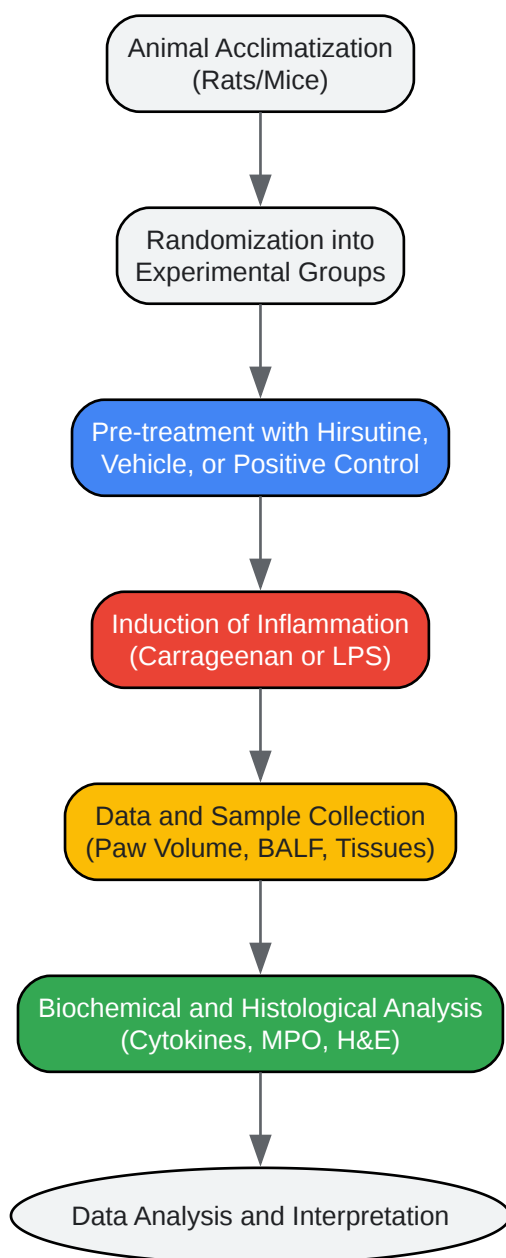 Animal Acclimatization
(Rats/Mice)
Randomization into
Experimental Groups
Pre-treatment with Hirsutine,
Vehicle, or Positive Control
Induction of Inflammation
(Carrageenan or LPS)
Data and Sample Collection
(Paw Volume, BALF, Tissues)
Biochemical and Histological Analysis
(Cytokines, MPO, H&E)
Data Analysis and Interpretation